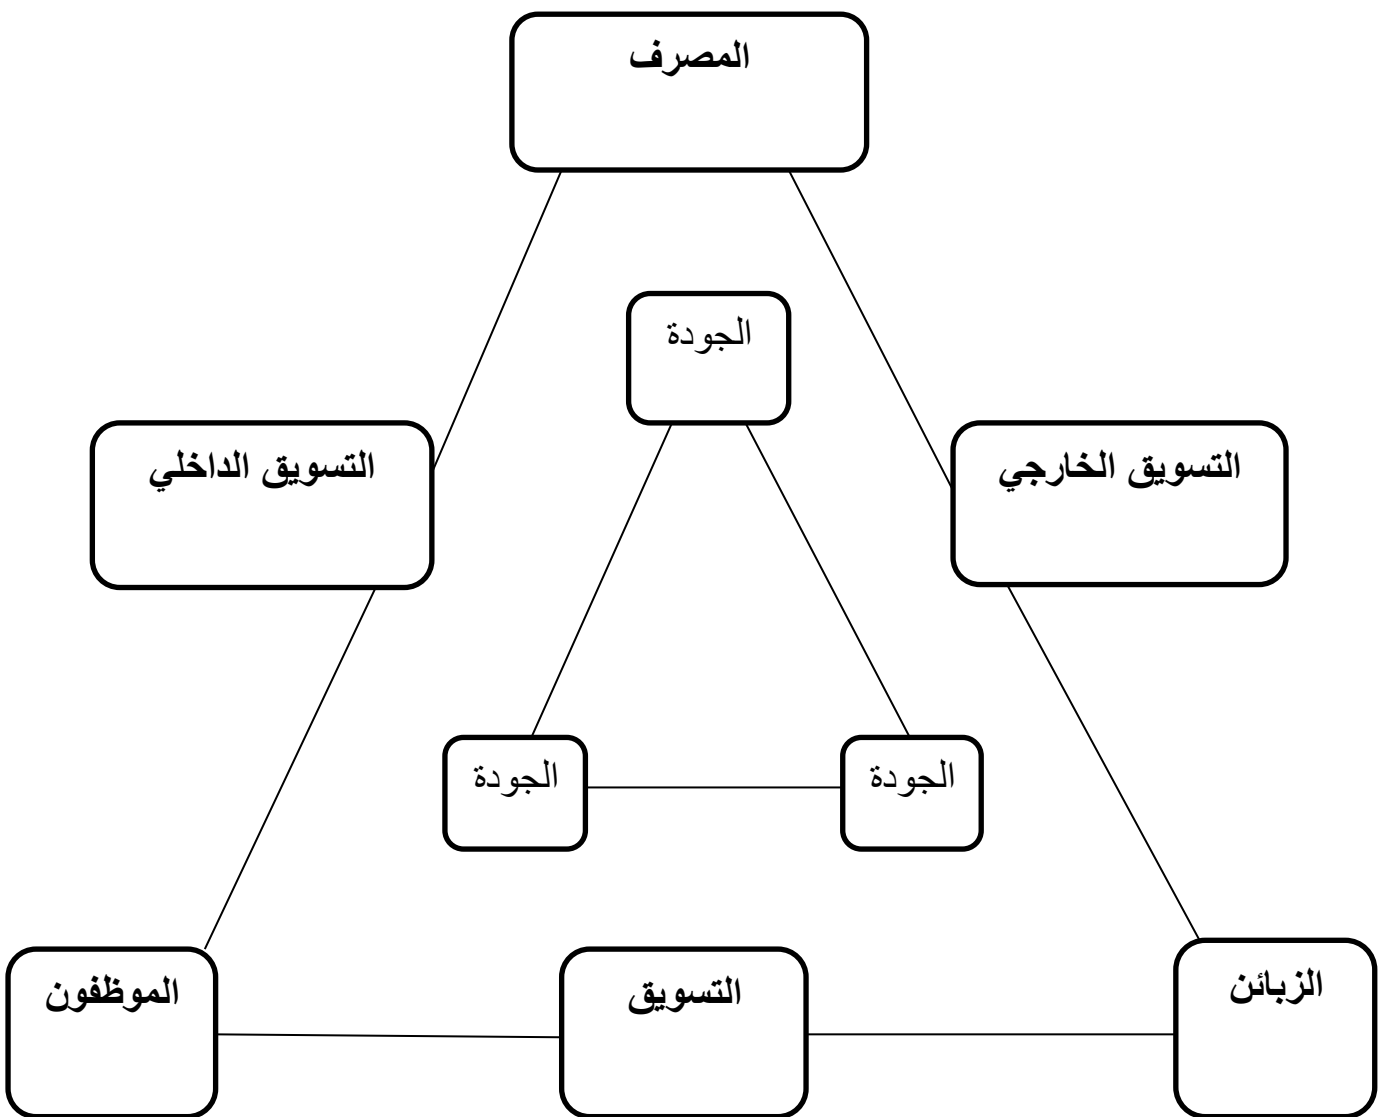 المصرف
الجودة
التسويق الخارجي
التسويق الداخلي
الجودة
الجودة
الزبائن
التسويق
الموظفون